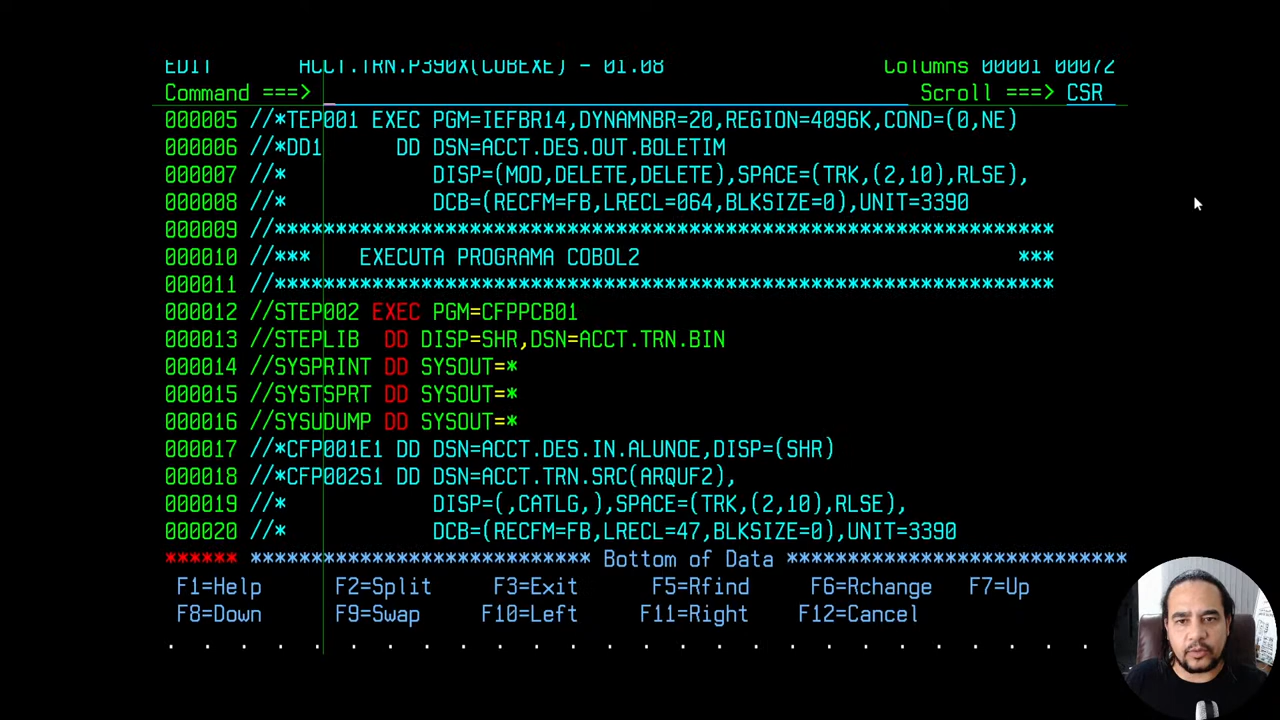 EDIT ACCT.TRN.P390X(COBEXE) - 01.08 Columns 00001 00072
Command ===> Scroll ===> CSR
000005 //*TEP001 EXEC PGM=IEFBR14,DYNAMNBR=20,REGION=4096K,COND=(0,NE)
000006 //*DD1 DD DSN=ACCT.DES.OUT.BOLETIM
000007 //* DISP=(MOD,DELETE,DELETE),SPACE=(TRK,(2,10),RLSE),
000008 //* DCB=(RECFM=FB,LRECL=064,BLKSIZE=0),UNIT=3390
000009 //****************************************************************
000010 //*** EXECUTA PROGRAMA COBOL2 ***
000011 //****************************************************************
000012 //STEP002 EXEC PGM=CFPPCB01
000013 //STEPLIB DD DISP=SHR,DSN=ACCT.TRN.BIN
000014 //SYSPRINT DD SYSOUT=*
000015 //SYSTSPRT DD SYSOUT=*
000016 //SYSUDUMP DD SYSOUT=*
000017 //*CFP001E1 DD DSN=ACCT.DES.IN.ALUNOE,DISP=(SHR)
000018 //*CFP002S1 DD DSN=ACCT.TRN.SRC(ARQUF2),
000019 //* DISP=(,CATLG,),SPACE=(TRK,(2,10),RLSE),
000020 //* DCB=(RECFM=FB,LRECL=47,BLKSIZE=0),UNIT=3390
****** **************************** Bottom of Data ****************************
F1=Help F2=Split F3=Exit F5=Rfind F6=Rchange F7=Up
F8=Down F9=Swap F10=Left F11=Right F12=Cancel